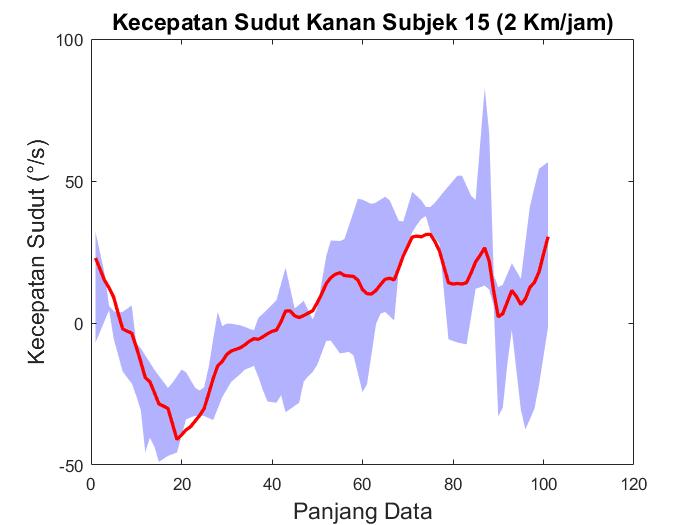 Kecepatan Sudut Kanan Subjek 15 (2 Km/jam)
100
50
0
-50
Kecepatan Sudut (°/s)
0 20 40 60 80 100 120
Panjang Data